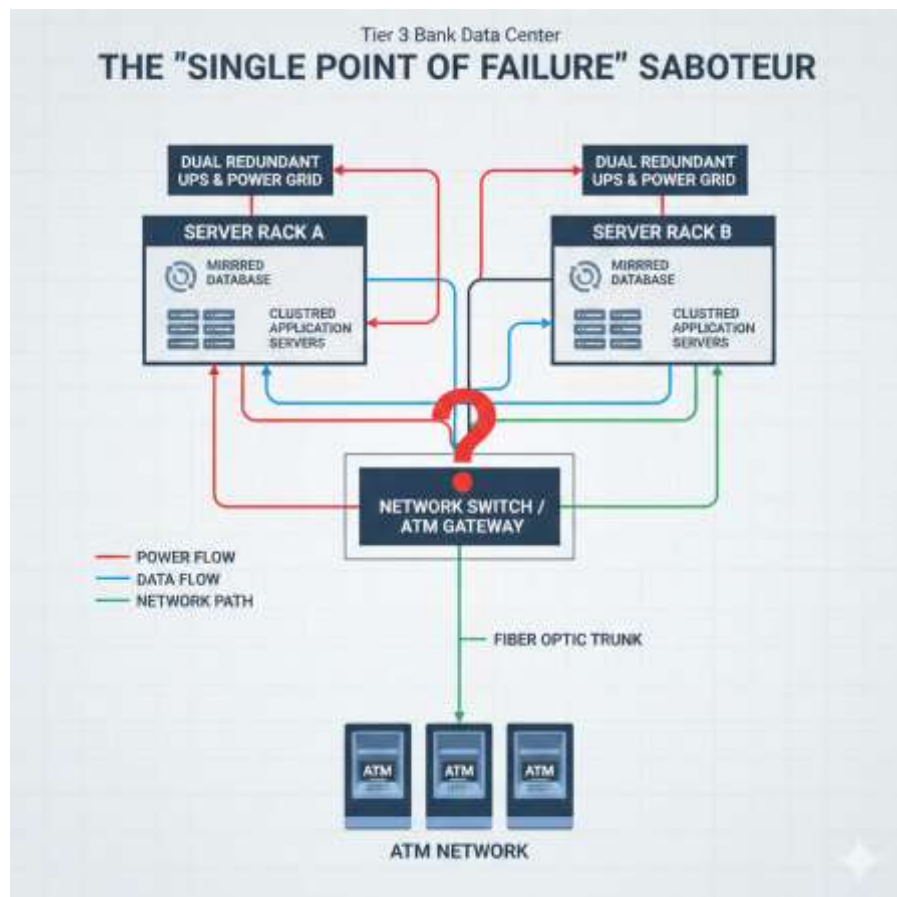 Tier 3 Bank Data Center
THE "SINGLE POINT OF FAILURE" SABOTEUR
DUAL REDUNDANT
UPS & POWER GRID
DUAL REDUNDANT
UPS & POWER GRID
SERVER RACK A
MIRRRED
DATABASE
CLUSTRED
APPLICATION
SERVERS
SERVER RACK B
MIRRRED
DATABASE
CLUSTRED
APPLICATION
SERVERS
?
NETWORK SWITCH /
ATM GATEWAY
POWER FLOW
DATA FLOW
NETWORK PATH
FIBER OPTIC TRUNK
ATM
ATM
ATM
ATM NETWORK